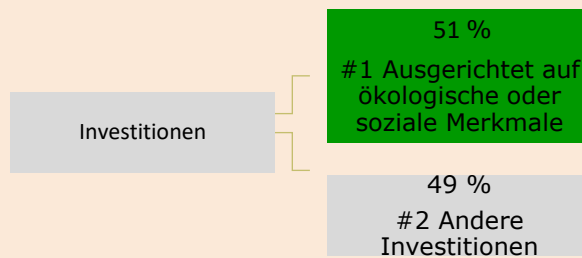 51 %
#1 Ausgerichtet auf
ökologische oder
soziale Merkmale
Investitionen
49 %
#2 Andere
Investitionen